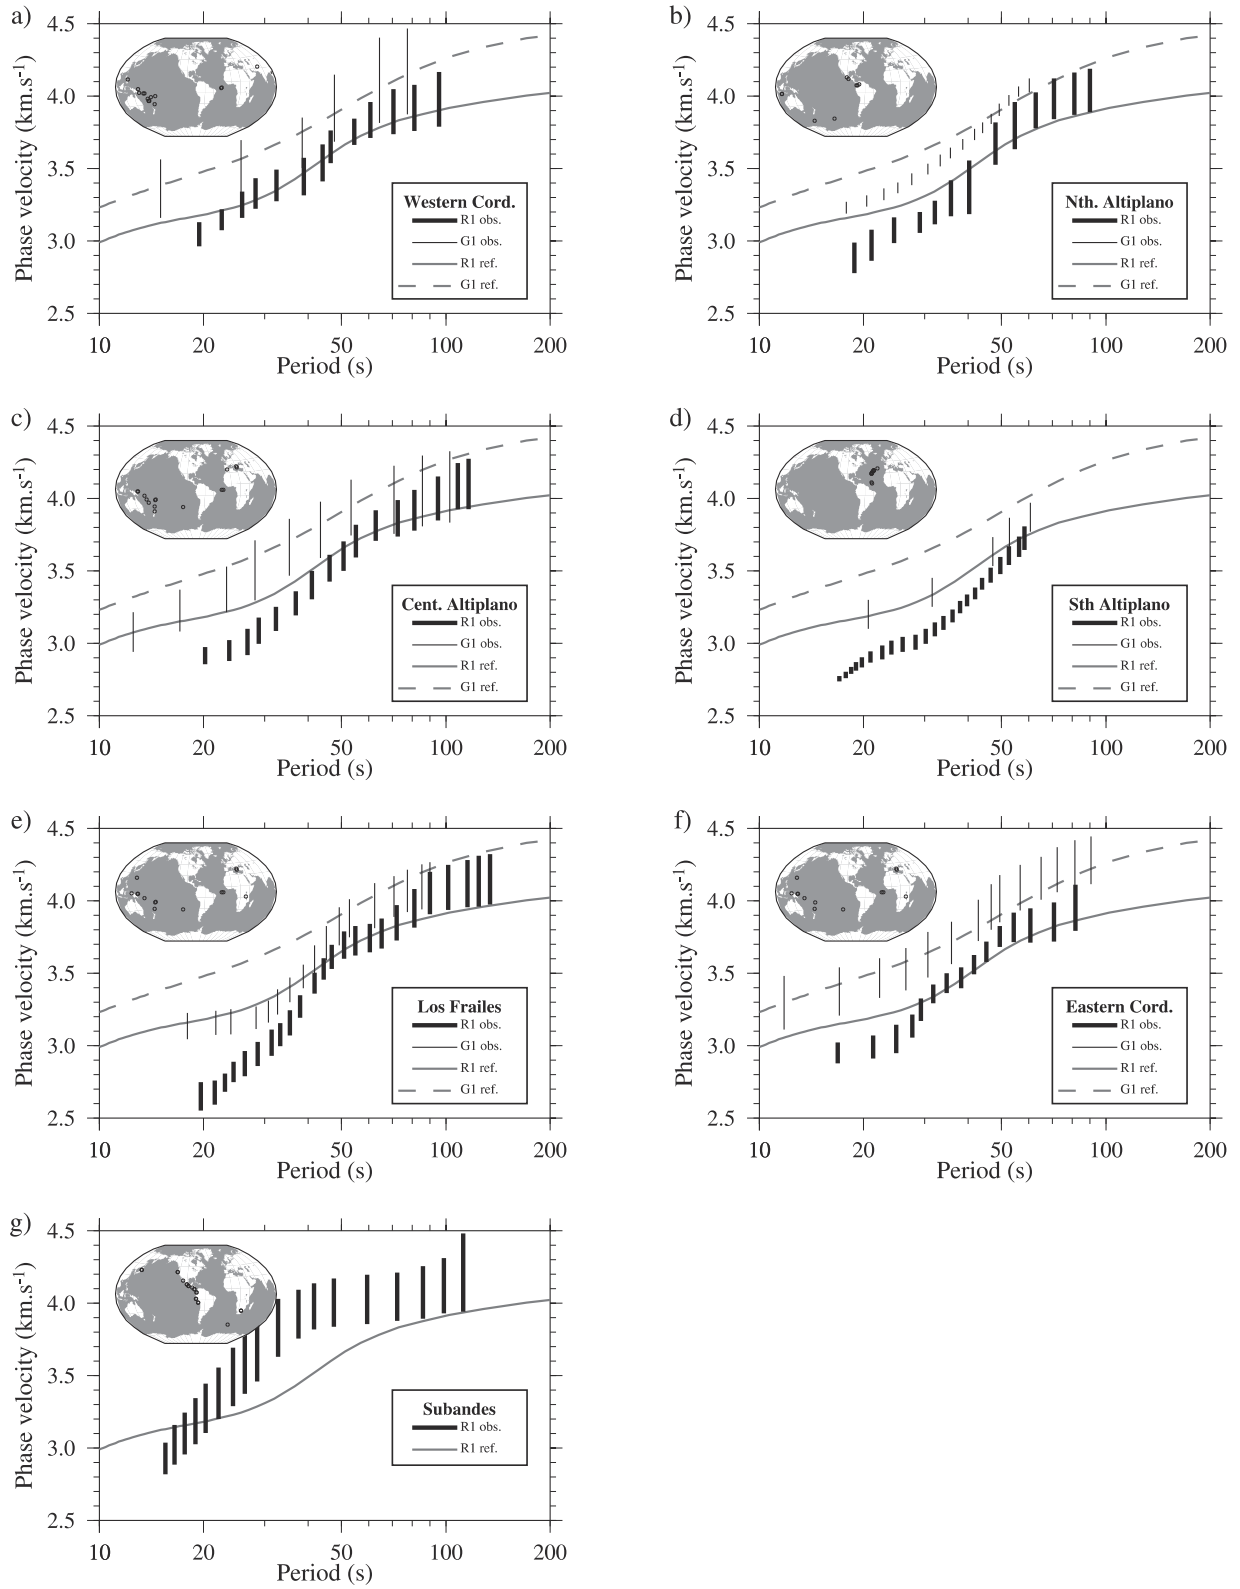 a)
4.5
4.0
3.5
3.0
2.5
Phase velocity (km.s-1)
Western Cord.
R1 obs.
G1 obs.
R1 ref.
G1 ref.
10 20 50 100 200
Period (s)
b)
4.5
4.0
3.5
3.0
2.5
Phase velocity (km.s-1)
Nth. Altiplano
R1 obs.
G1 obs.
R1 ref.
G1 ref.
10 20 50 100 200
Period (s)
c)
4.5
4.0
3.5
3.0
2.5
Phase velocity (km.s-1)
Cent. Altiplano
R1 obs.
G1 obs.
R1 ref.
G1 ref.
10 20 50 100 200
Period (s)
d)
4.5
4.0
3.5
3.0
2.5
Phase velocity (km.s-1)
Sth Altiplano
R1 obs.
G1 obs.
R1 ref.
G1 ref.
10 20 50 100 200
Period (s)
e)
4.5
4.0
3.5
3.0
2.5
Phase velocity (km.s-1)
Los Frailes
R1 obs.
G1 obs.
R1 ref.
G1 ref.
10 20 50 100 200
Period (s)
f)
4.5
4.0
3.5
3.0
2.5
Phase velocity (km.s-1)
Eastern Cord.
R1 obs.
G1 obs.
R1 ref.
G1 ref.
10 20 50 100 200
Period (s)
g)
4.5
4.0
3.5
3.0
2.5
Phase velocity (km.s-1)
Subandes
R1 obs.
R1 ref.
10 20 50 100 200
Period (s)